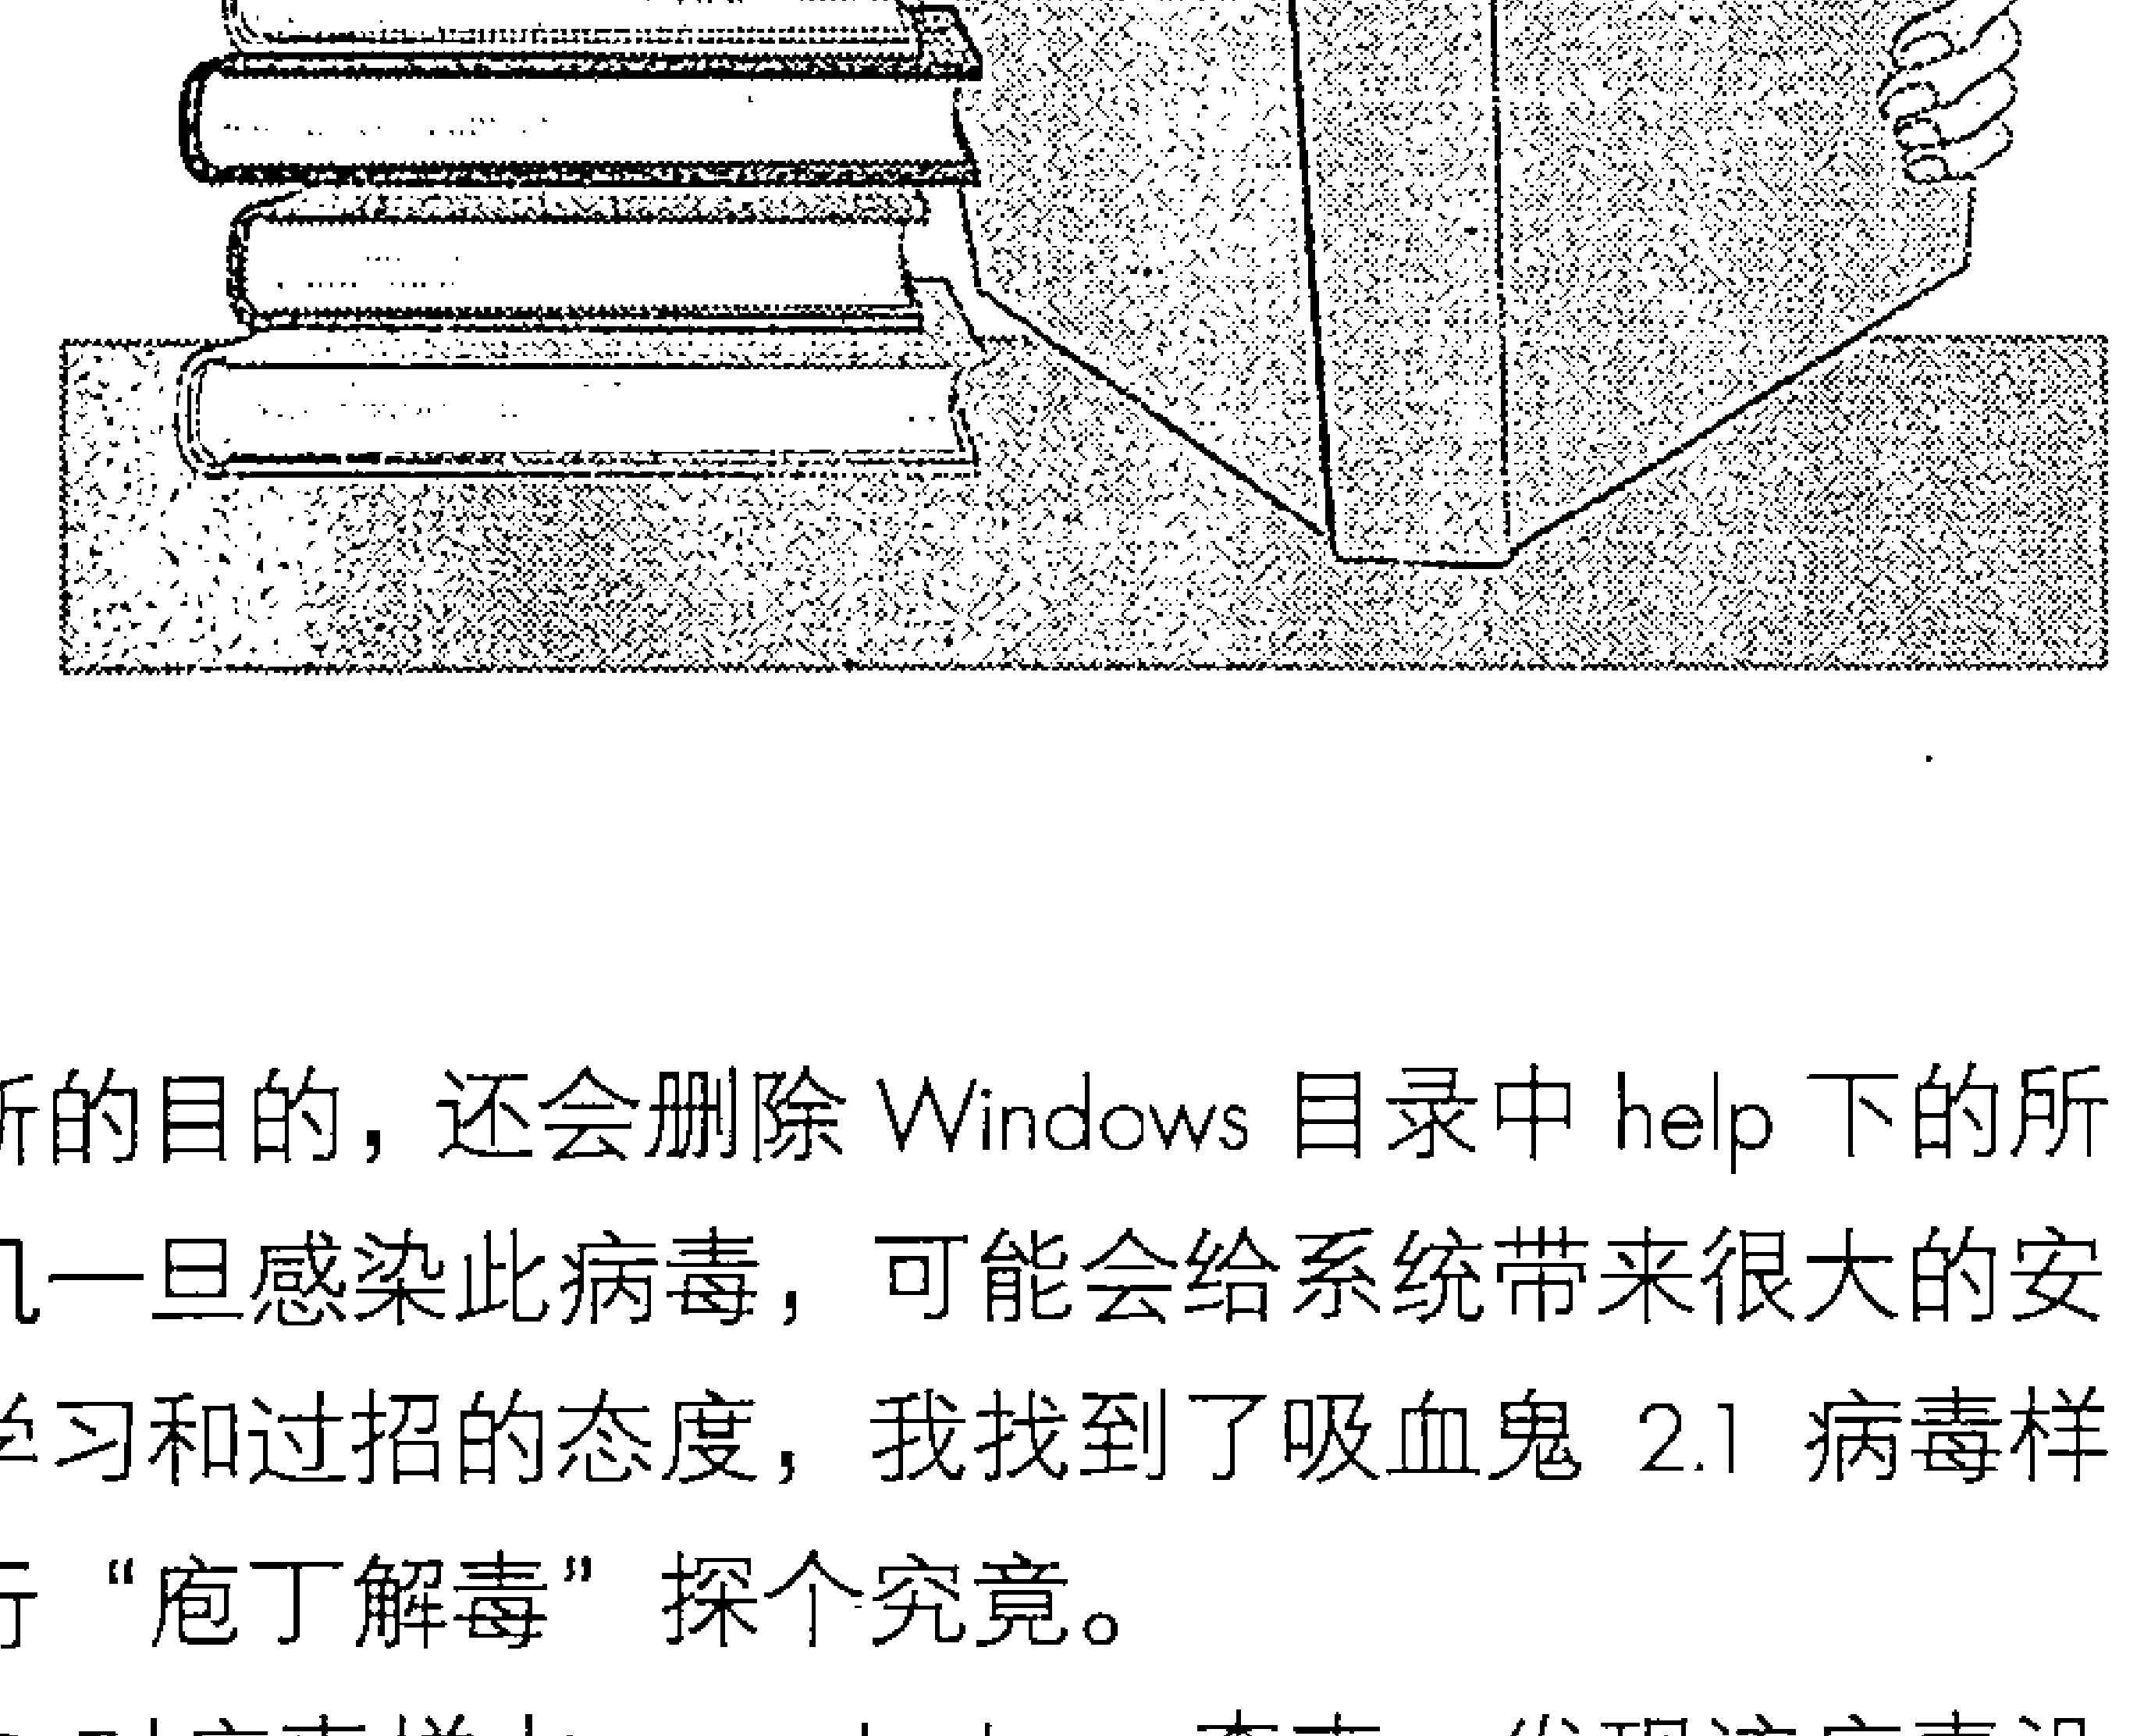 的目的，还会删除 Windows 目录中 help 下的所
一旦感染此病毒，可能会给系统带来很大的安
学习和过招的态度，我找到了吸血鬼 2.1 病毒样
行 “庖丁解毒” 探个究竟。